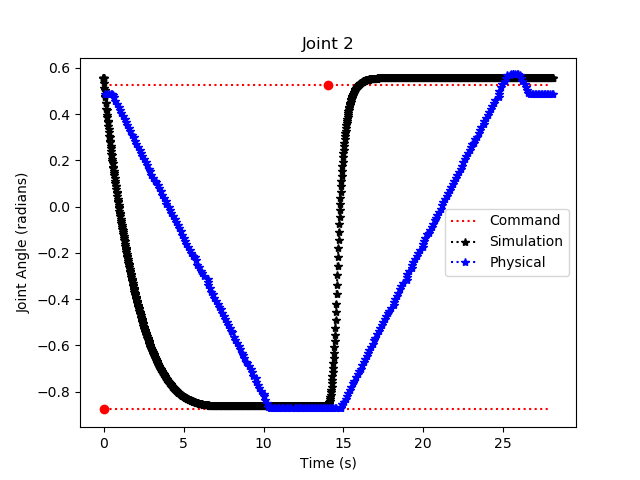 Joint 2
0.6
0.4
0.2
0.0
−0.2
−0.4
−0.6
−0.8
Joint Angle (radians)
Command
Simulation
Physical
0 5 10 15 20 25
Time (s)